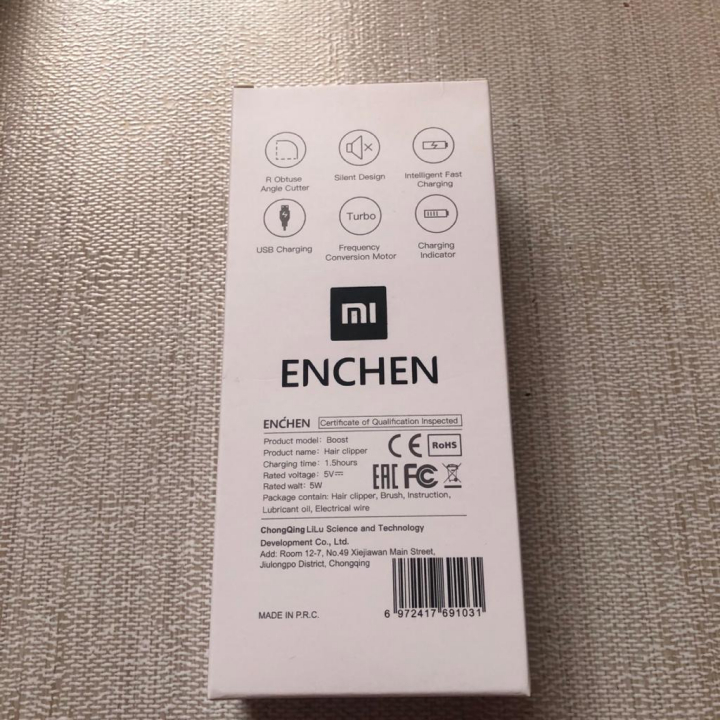 R Obtuse
Angle Cutter
Silent Design
Intelligent Fast
Charging
USB Charging
Turbo
Frequency
Conversion Motor
Charging
Indicator
mi
ENCHEN
ENCHEN Certificate of Qualification Inspected
Product model: Boost
Product name: Hair clipper
Charging time: 1.5hours
Rated voltage: 5V⎓
Rated watt: 5W
CE RoHS
EAC FC
Package contain: Hair clipper, Brush, Instruction,
Lubricant oil, Electrical wire
ChongQing LiLu Science and Technology
Development Co., Ltd.
Add: Room 12-7, No.49 Xiejiawan Main Street,
Jiulongpo District, Chongqing
MADE IN P.R.C.
6 972417 691031